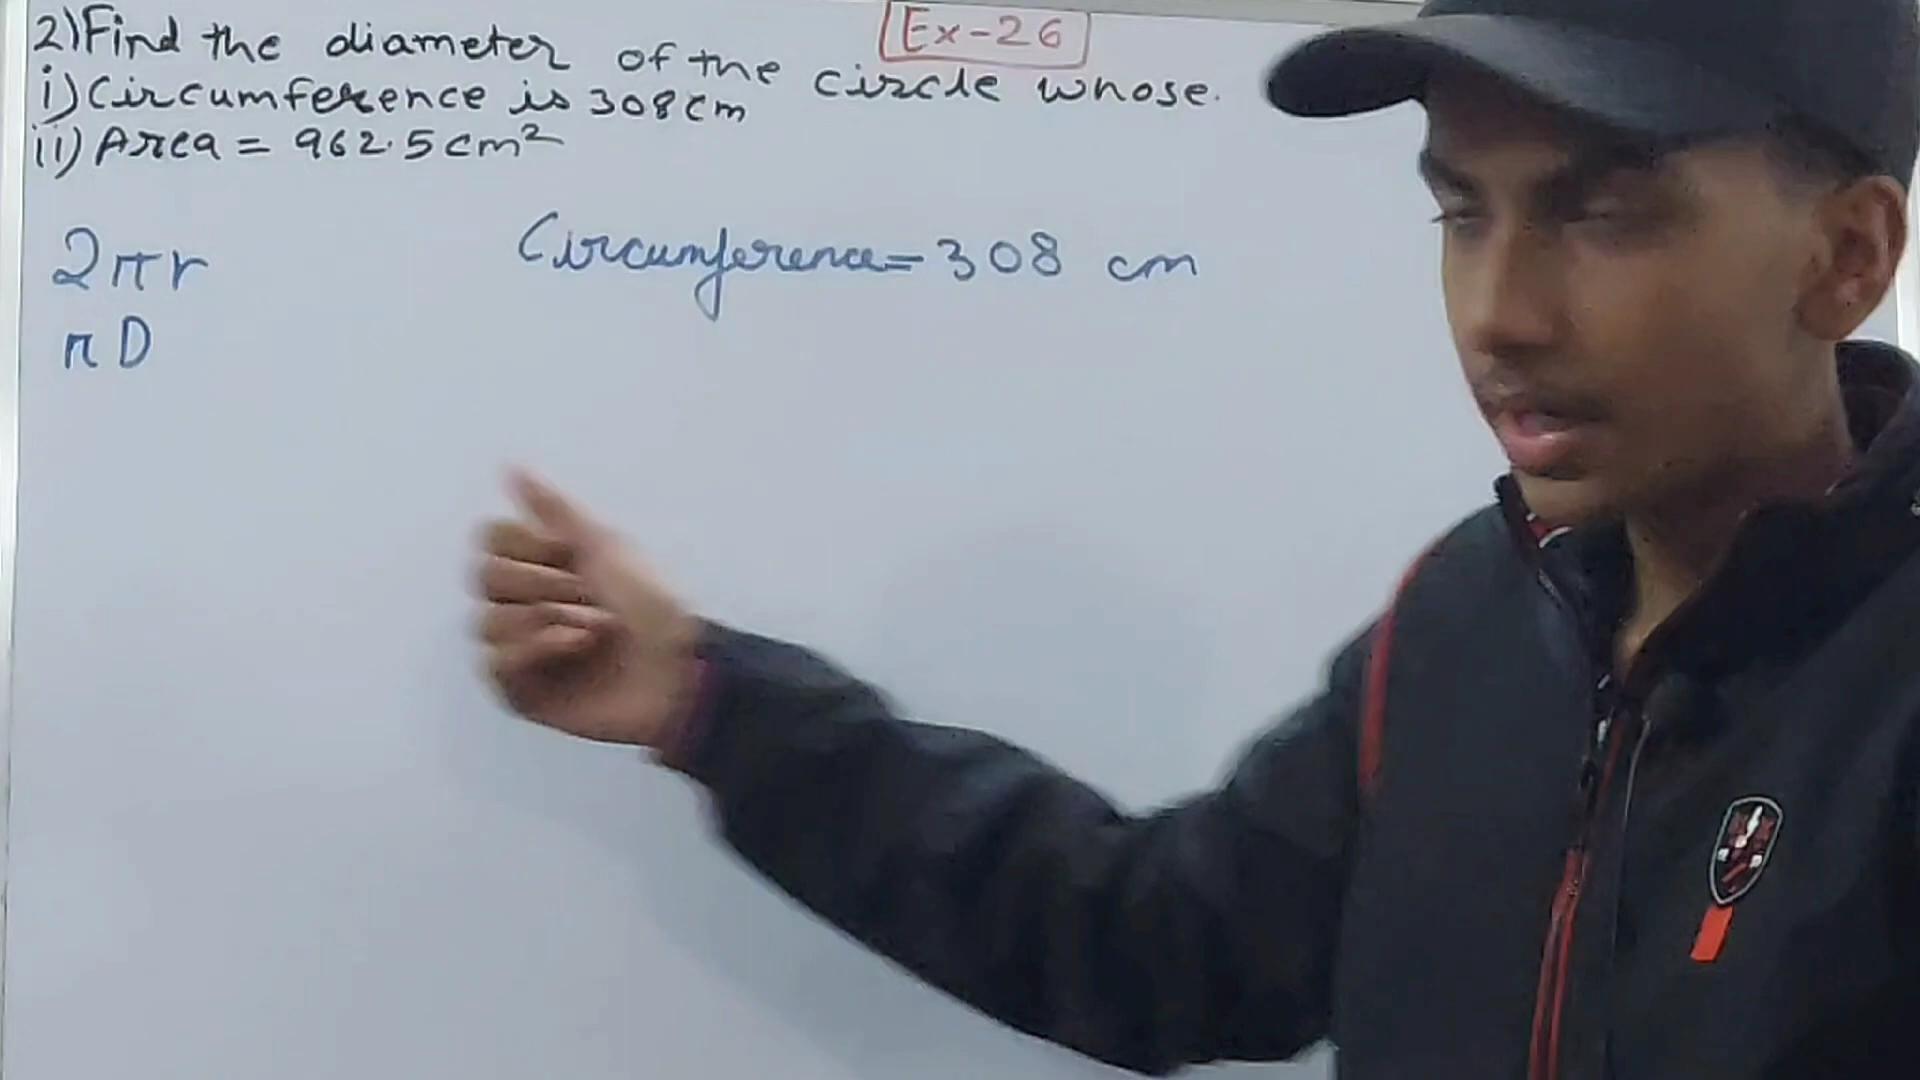 Ex-26
2) Find the diameter of the circle whose.
i) Circumference is 308 cm
ii) Area = 962.5 cm²
2πr
πD
Circumference = 308 cm